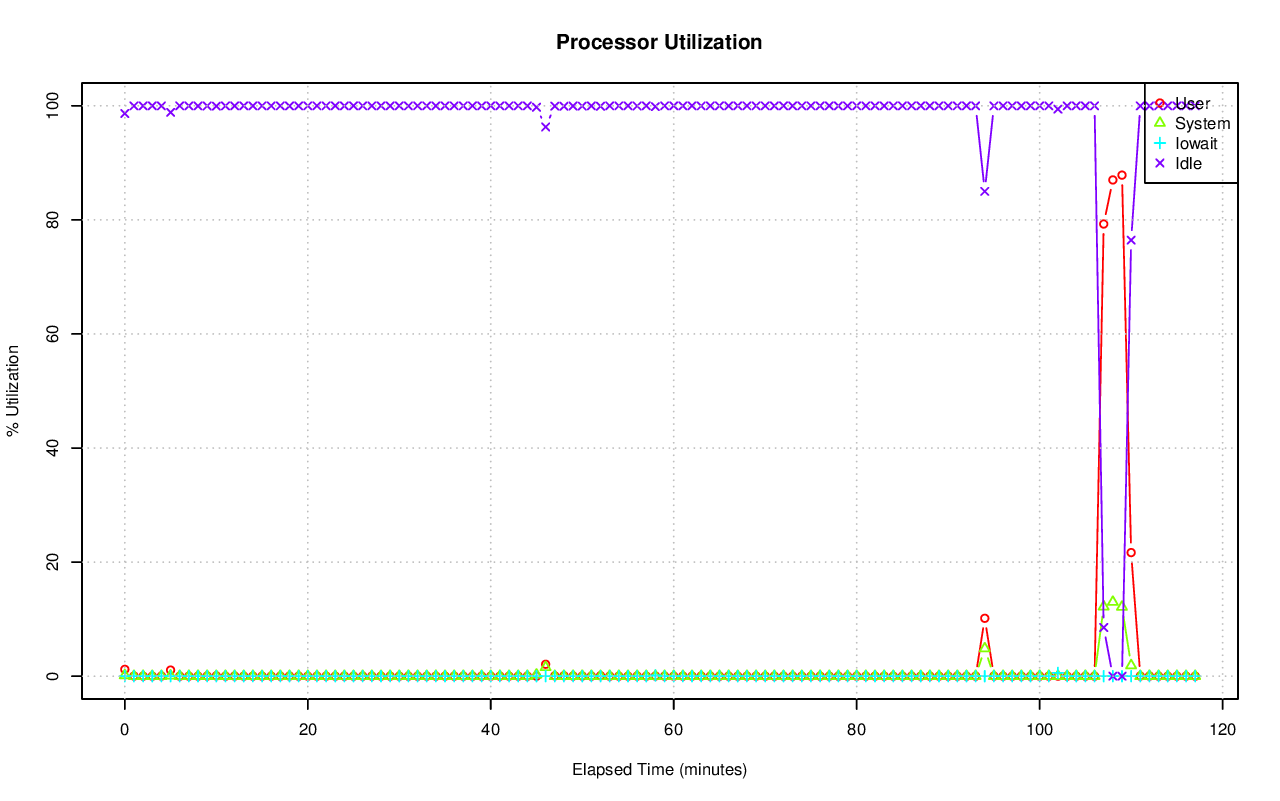 Processor Utilization
% Utilization
100
80
60
40
20
0
User
System
Iowait
Idle
0 20 40 60 80 100 120
Elapsed Time (minutes)